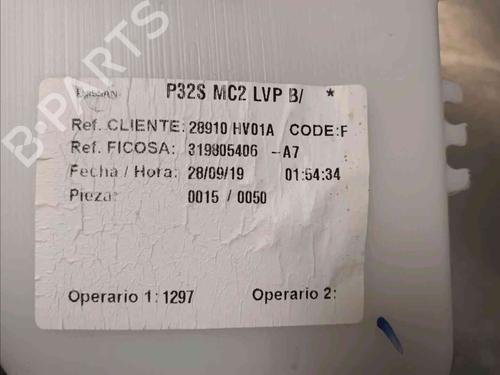 B-PARTS
NISSAN P32S MC2 LVP B/ *
Ref. CLIENTE: 28910 HV01A CODE:F
Ref. FICOSA: 319805406 -A7
Fecha / Hora: 28/09/19 01:54:34
Pieza: 0015 / 0050
Operario 1: 1297 Operario 2: